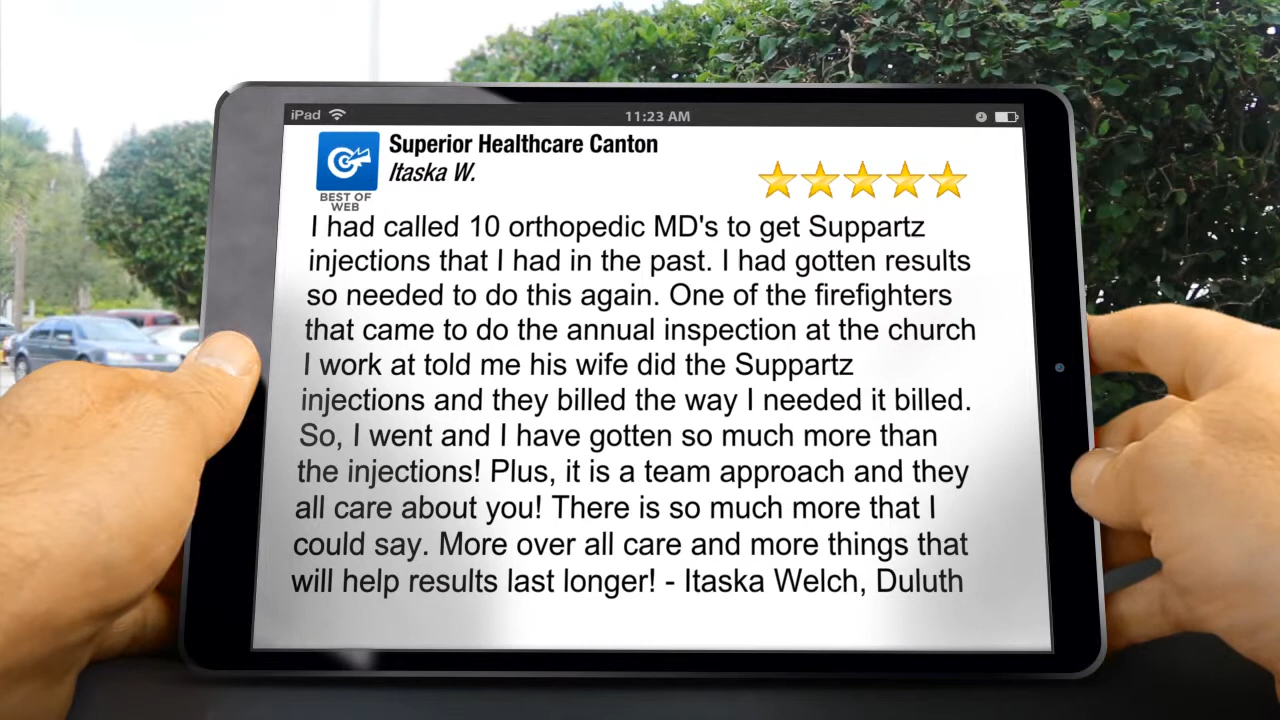 iPad 11:23 AM
Superior Healthcare Canton
Itaska W.
BEST OF
WEB
I had called 10 orthopedic MD's to get Suppartz
injections that I had in the past. I had gotten results
so needed to do this again. One of the firefighters
that came to do the annual inspection at the church
I work at told me his wife did the Suppartz
injections and they billed the way I needed it billed.
So, I went and I have gotten so much more than
the injections! Plus, it is a team approach and they
all care about you! There is so much more that I
could say. More over all care and more things that
will help results last longer! - Itaska Welch, Duluth